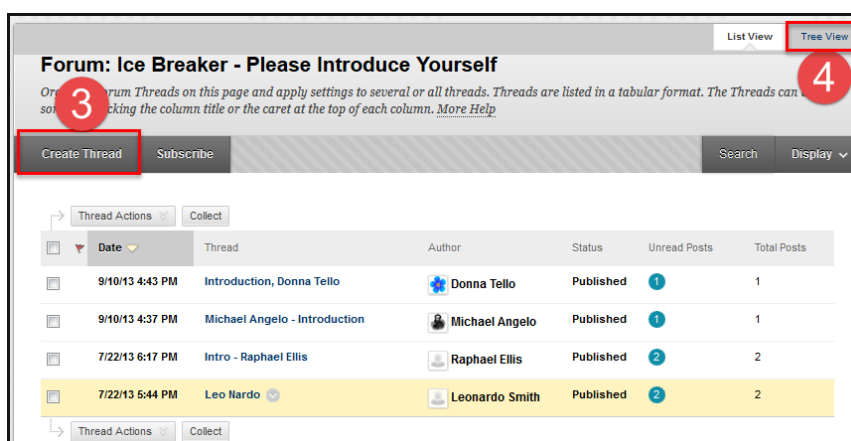 List View Tree View
Forum: Ice Breaker - Please Introduce Yourself
4
Or rum Threads on this page and apply settings to several or all threads. Threads are listed in a tabular format. The Threads can
3
so cking the column title or the caret at the top of each column. More Help
Create Thread Subscribe Search Display
Thread Actions Collect
Date Thread Author Status Unread Posts Total Posts
9/10/13 4:43 PM Introduction, Donna Tello Donna Tello Published 1 1
9/10/13 4:37 PM Michael Angelo - Introduction Michael Angelo Published 1 1
7/22/13 6:17 PM Intro - Raphael Ellis Raphael Ellis Published 2 2
7/22/13 5:44 PM Leo Nardo Leonardo Smith Published 2 2
Thread Actions Collect